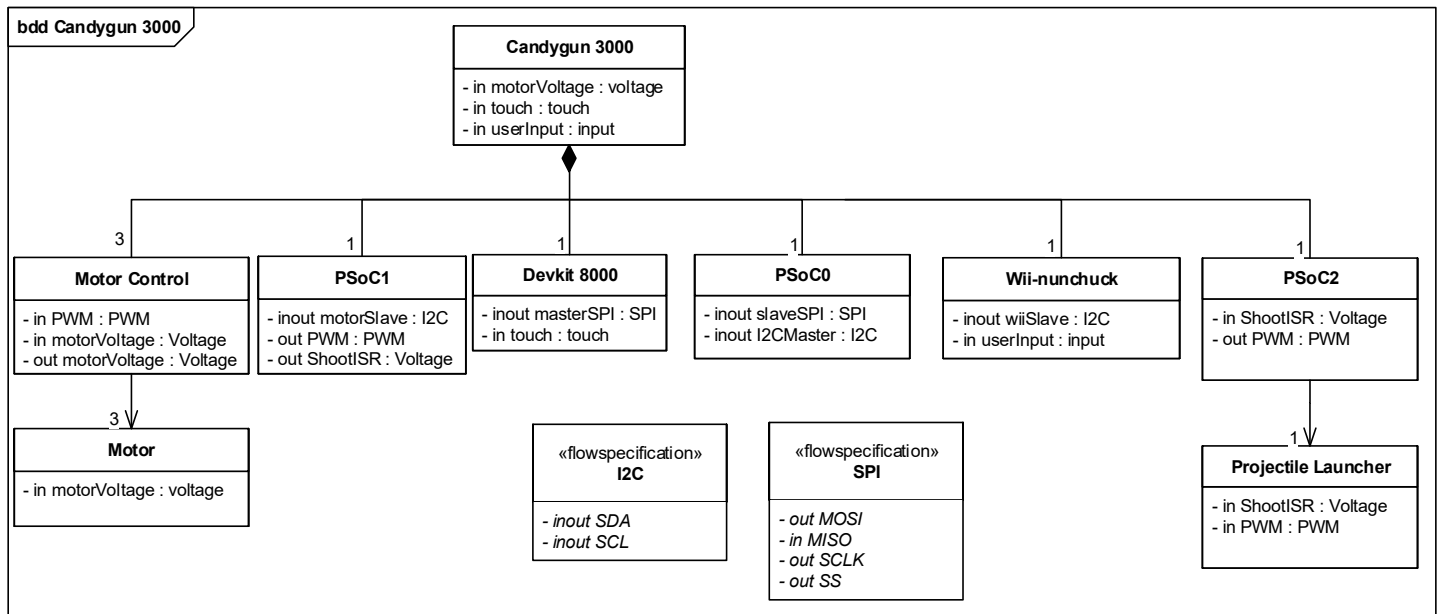 bdd Candygun 3000
Candygun 3000
- in motorVoltage : voltage
- in touch : touch
- in userInput : input
3
Motor Control
- in PWM : PWM
- in motorVoltage : Voltage
- out motorVoltage : Voltage
1
PSoC1
- inout motorSlave : I2C
- out PWM : PWM
- out ShootISR : Voltage
1
Devkit 8000
- inout masterSPI : SPI
- in touch : touch
1
PSoC0
- inout slaveSPI : SPI
- inout I2CMaster : I2C
1
Wii-nunchuck
- inout wiiSlave : I2C
- in userInput : input
1
PSoC2
- in ShootISR : Voltage
- out PWM : PWM
3
Motor
- in motorVoltage : voltage
«flowspecification»
I2C
- inout SDA
- inout SCL
«flowspecification»
SPI
- out MOSI
- in MISO
- out SCLK
- out SS
1
Projectile Launcher
- in ShootISR : Voltage
- in PWM : PWM